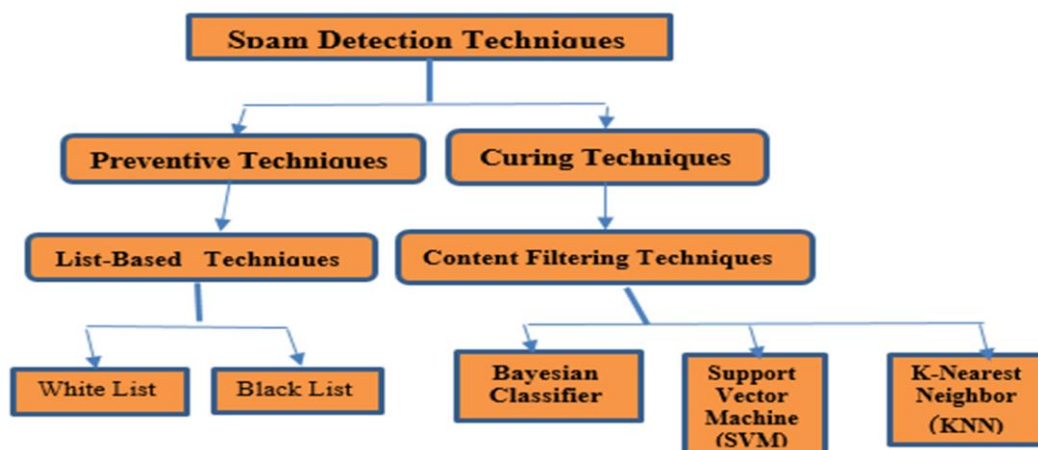 Spam Detection Techniques
Preventive Techniques
Curing Techniques
List-Based Techniques
Content Filtering Techniques
White List
Black List
Bayesian
Classifier
Support
Vector
Machine
(SVM)
K-Nearest
Neighbor
(KNN)